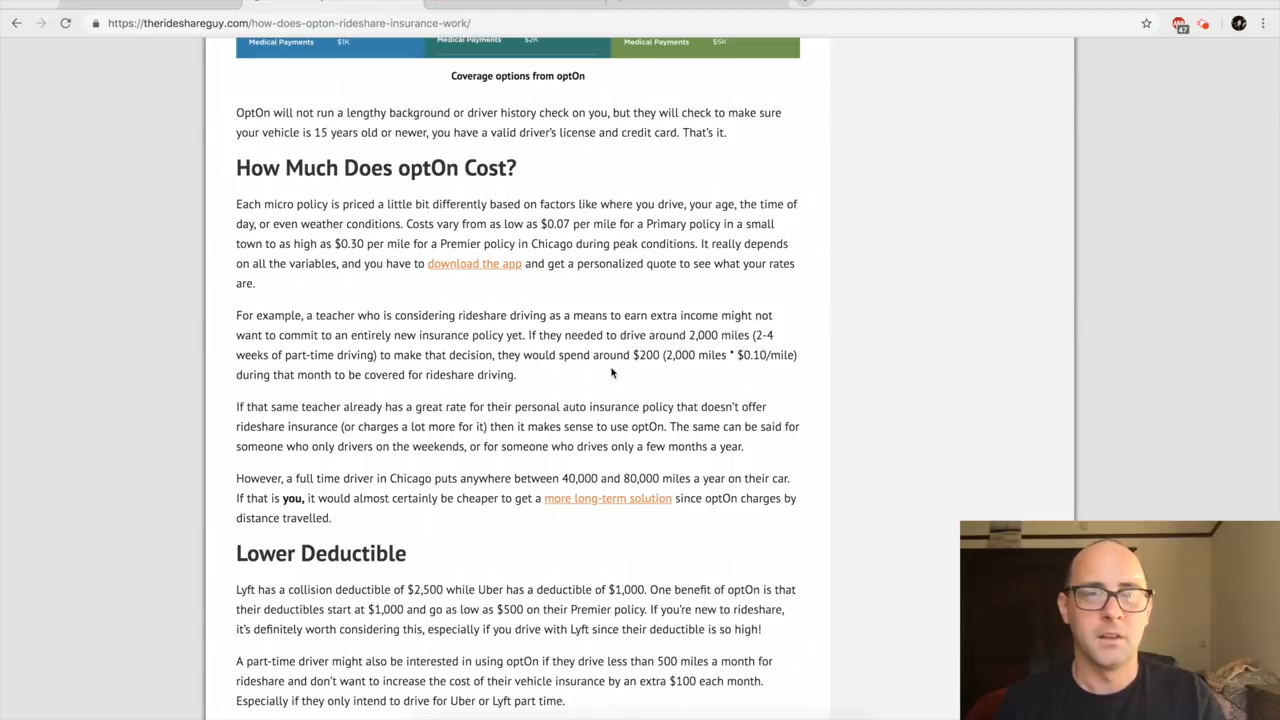 https://therideshareguy.com/how-does-opton-rideshare-insurance-work/
47
Medical Payments $1K Medical Payments $2K Medical Payments $5K
Coverage options from optOn
OptOn will not run a lengthy background or driver history check on you, but they will check to make sure
your vehicle is 15 years old or newer, you have a valid driver's license and credit card. That's it.
How Much Does optOn Cost?
Each micro policy is priced a little bit differently based on factors like where you drive, your age, the time of
day, or even weather conditions. Costs vary from as low as $0.07 per mile for a Primary policy in a small
town to as high as $0.30 per mile for a Premier policy in Chicago during peak conditions. It really depends
on all the variables, and you have to download the app and get a personalized quote to see what your rates
are.
For example, a teacher who is considering rideshare driving as a means to earn extra income might not
want to commit to an entirely new insurance policy yet. If they needed to drive around 2,000 miles (2-4
weeks of part-time driving) to make that decision, they would spend around $200 (2,000 miles * $0.10/mile)
during that month to be covered for rideshare driving.
If that same teacher already has a great rate for their personal auto insurance policy that doesn't offer
rideshare insurance (or charges a lot more for it) then it makes sense to use optOn. The same can be said for
someone who only drivers on the weekends, or for someone who drives only a few months a year.
However, a full time driver in Chicago puts anywhere between 40,000 and 80,000 miles a year on their car.
If that is you, it would almost certainly be cheaper to get a more long-term solution since optOn charges by
distance travelled.
Lower Deductible
Lyft has a collision deductible of $2,500 while Uber has a deductible of $1,000. One benefit of optOn is that
their deductibles start at $1,000 and go as low as $500 on their Premier policy. If you're new to rideshare,
it's definitely worth considering this, especially if you drive with Lyft since their deductible is so high!
A part-time driver might also be interested in using optOn if they drive less than 500 miles a month for
rideshare and don't want to increase the cost of their vehicle insurance by an extra $100 each month.
Especially if they only intend to drive for Uber or Lyft part time.